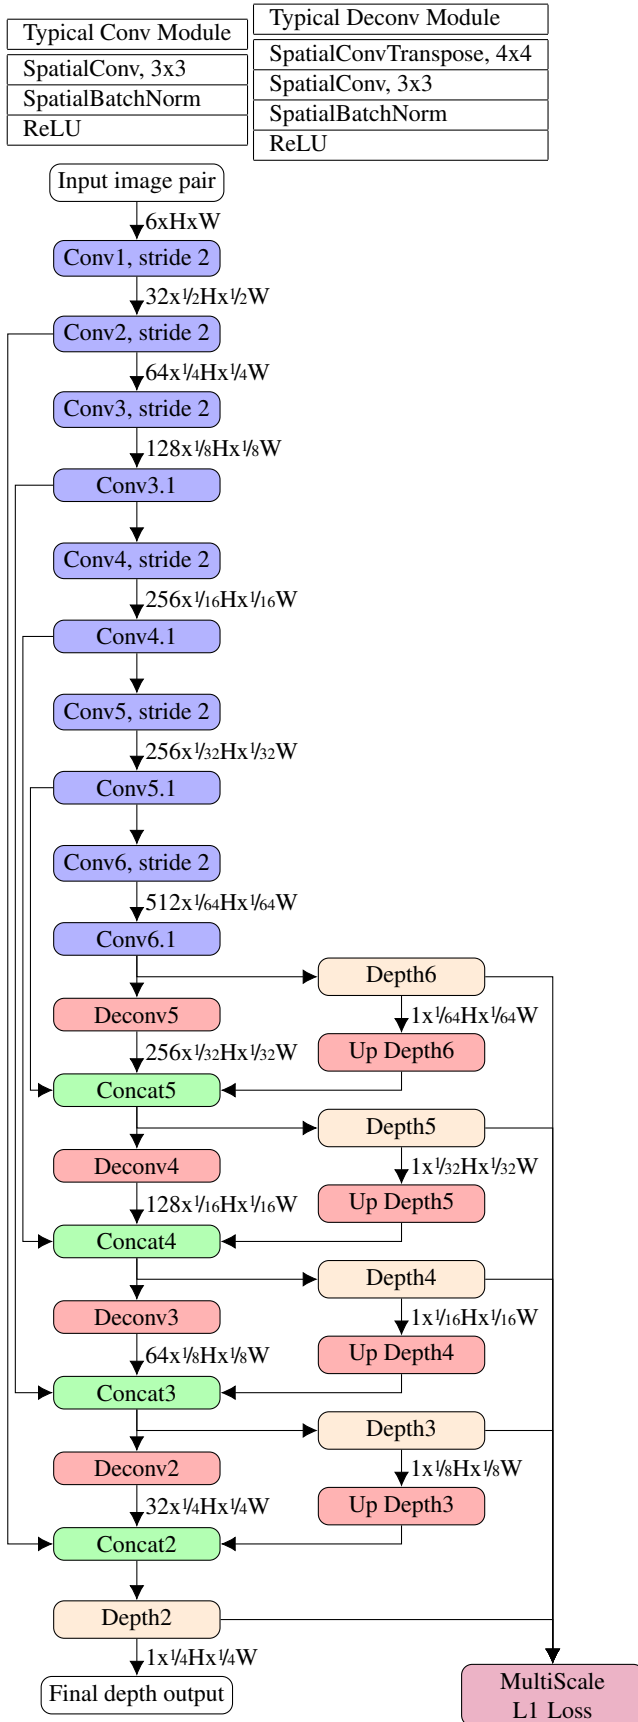 Typical Conv Module
SpatialConv, 3x3
SpatialBatchNorm
ReLU
Typical Deconv Module
SpatialConvTranspose, 4x4
SpatialConv, 3x3
SpatialBatchNorm
ReLU
Input image pair
6xHxW
Conv1, stride 2
32x1/2Hx1/2W
Conv2, stride 2
64x1/4Hx1/4W
Conv3, stride 2
128x1/8Hx1/8W
Conv3.1
Conv4, stride 2
256x1/16Hx1/16W
Conv4.1
Conv5, stride 2
256x1/32Hx1/32W
Conv5.1
Conv6, stride 2
512x1/64Hx1/64W
Conv6.1
Depth6
Deconv5
1x1/64Hx1/64W
256x1/32Hx1/32W
Up Depth6
Concat5
Depth5
Deconv4
1x1/32Hx1/32W
128x1/16Hx1/16W
Up Depth5
Concat4
Depth4
Deconv3
1x1/16Hx1/16W
64x1/8Hx1/8W
Up Depth4
Concat3
Depth3
Deconv2
1x1/8Hx1/8W
32x1/4Hx1/4W
Up Depth3
Concat2
Depth2
1x1/4Hx1/4W
Final depth output
MultiScale
L1 Loss